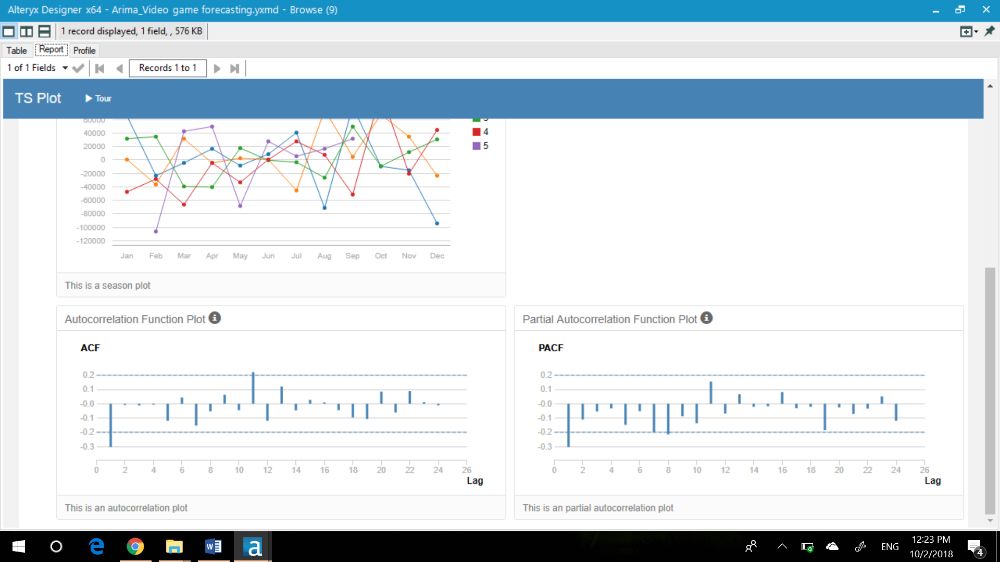 Alteryx Designer x64 - Arima_Video game forecasting.yxmd - Browse (9)
1 record displayed, 1 field, , 576 KB
Table Report Profile
1 of 1 Fields Records 1 to 1
TS Plot Tour
60000
40000
20000
0
-20000
-40000
-60000
-80000
-100000
-120000
Jan Feb Mar Apr May Jun Jul Aug Sep Oct Nov Dec
4
5
This is a season plot
Autocorrelation Function Plot
ACF
0.2
0.1
-0.0
-0.1
-0.2
-0.3
0 2 4 6 8 10 12 14 16 18 20 22 24 26
Lag
This is an autocorrelation plot
Partial Autocorrelation Function Plot
PACF
0.2
0.1
-0.0
-0.1
-0.2
-0.3
0 2 4 6 8 10 12 14 16 18 20 22 24 26
Lag
This is an partial autocorrelation plot
ENG
12:23 PM
10/2/2018
4